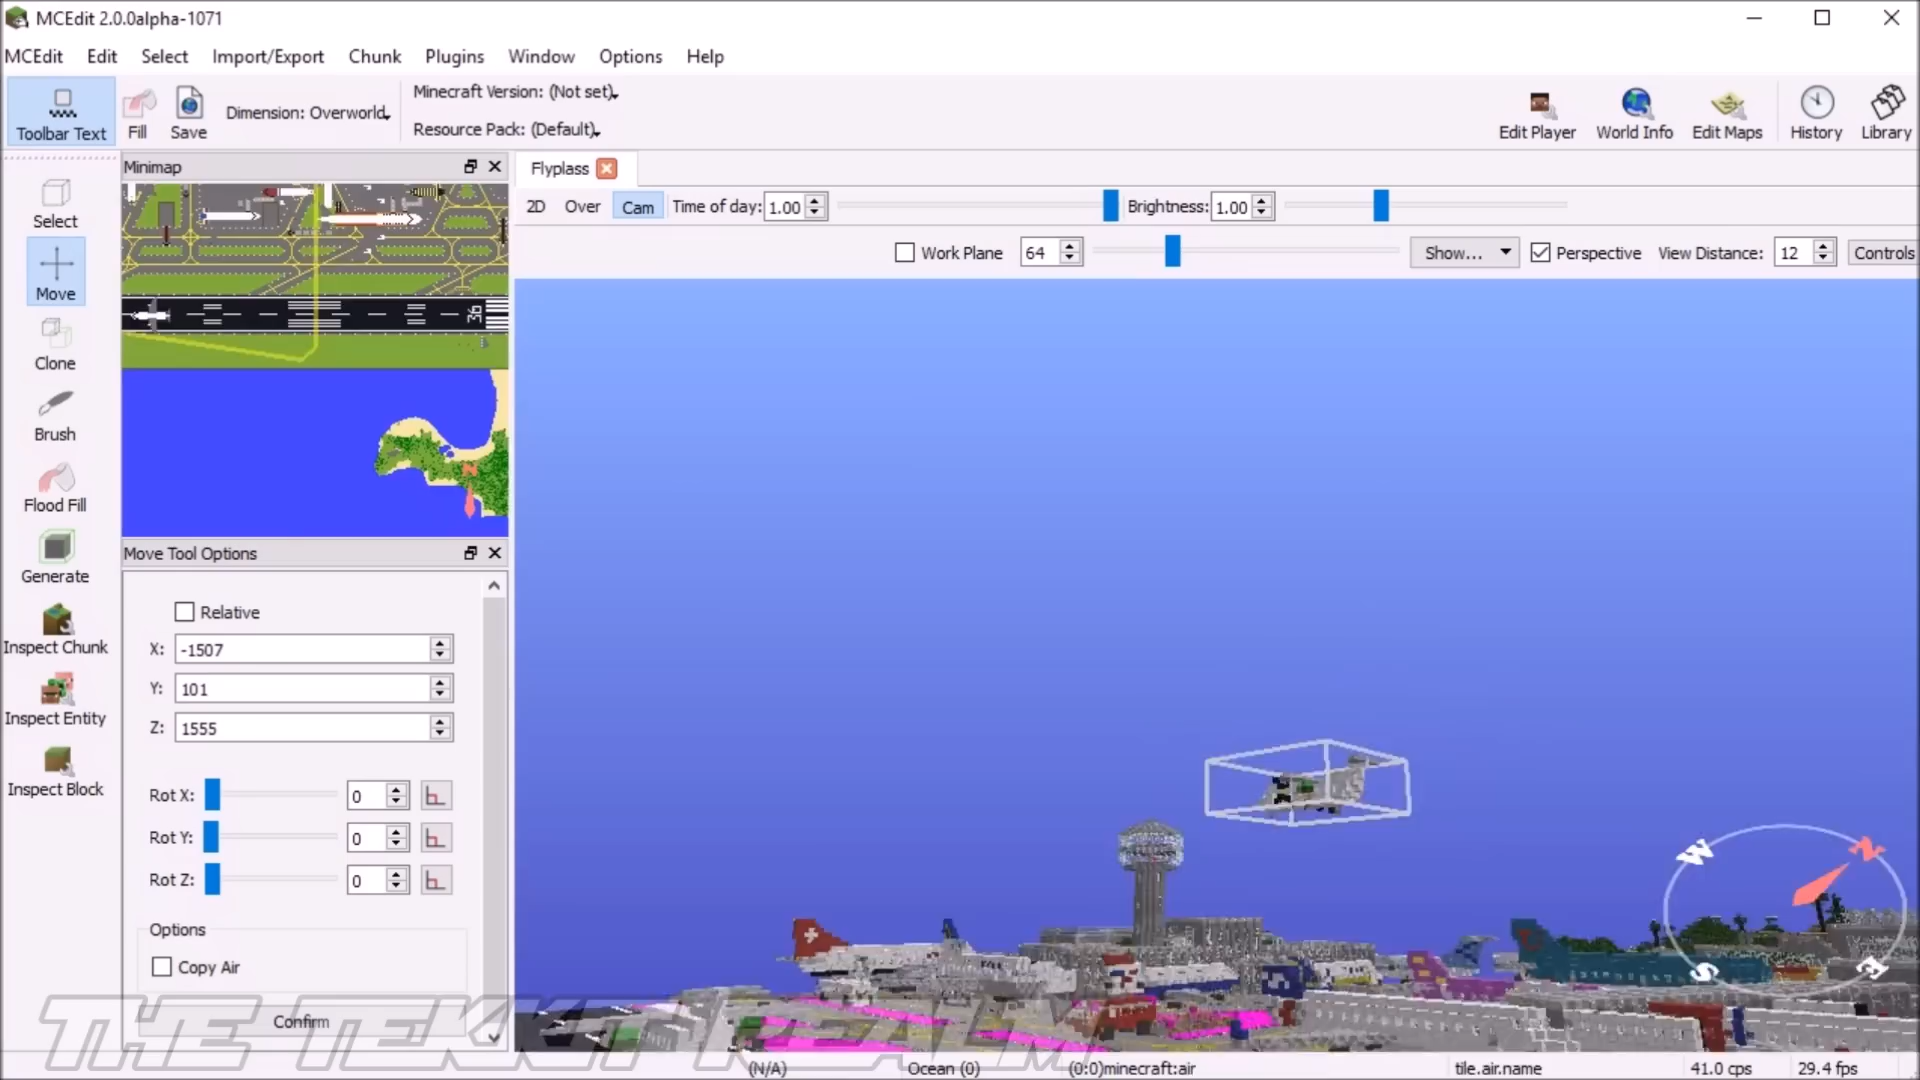 MCEdit 2.0.0alpha-1071
MCEdit Edit Select Import/Export Chunk Plugins Window Options Help
Toolbar Text Fill Save Dimension: Overworld
Minecraft Version: (Not set)
Resource Pack: (Default)
Edit Player World Info Edit Maps History Library
Minimap
36
N
Flyplass
2D Over Cam Time of day: 1.00 Brightness: 1.00
Work Plane 64 Show... Perspective View Distance: 12 Controls
Select
Move
Clone
Brush
Flood Fill
Generate
Inspect Chunk
Inspect Entity
Inspect Block
Move Tool Options
Relative
X: -1507
Y: 101
Z: 1555
Rot X: 0
Rot Y: 0
Rot Z: 0
Options
Copy Air
Confirm
W N
S E
THE TEKKIT REALM
(N/A) Ocean (0) (0:0)minecraft:air tile.air.name 41.0 cps 29.4 fps